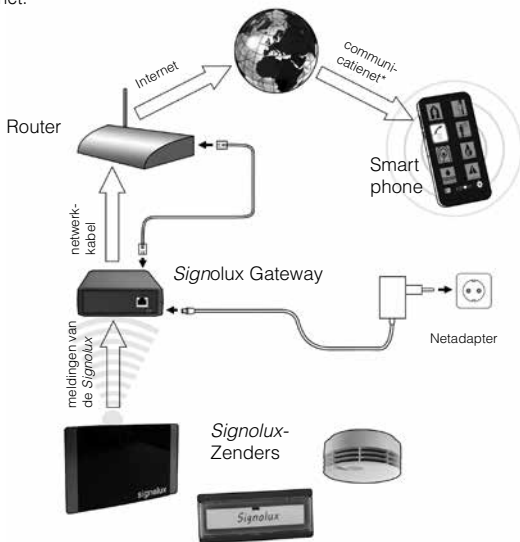 net.
Internet
communi-
catienet*
Router
Smart
phone
netwerk-
kabel
Signolux Gateway
meldingen van
de Signolux
Netadapter
Signolux-
Zenders
signolux
Signolux